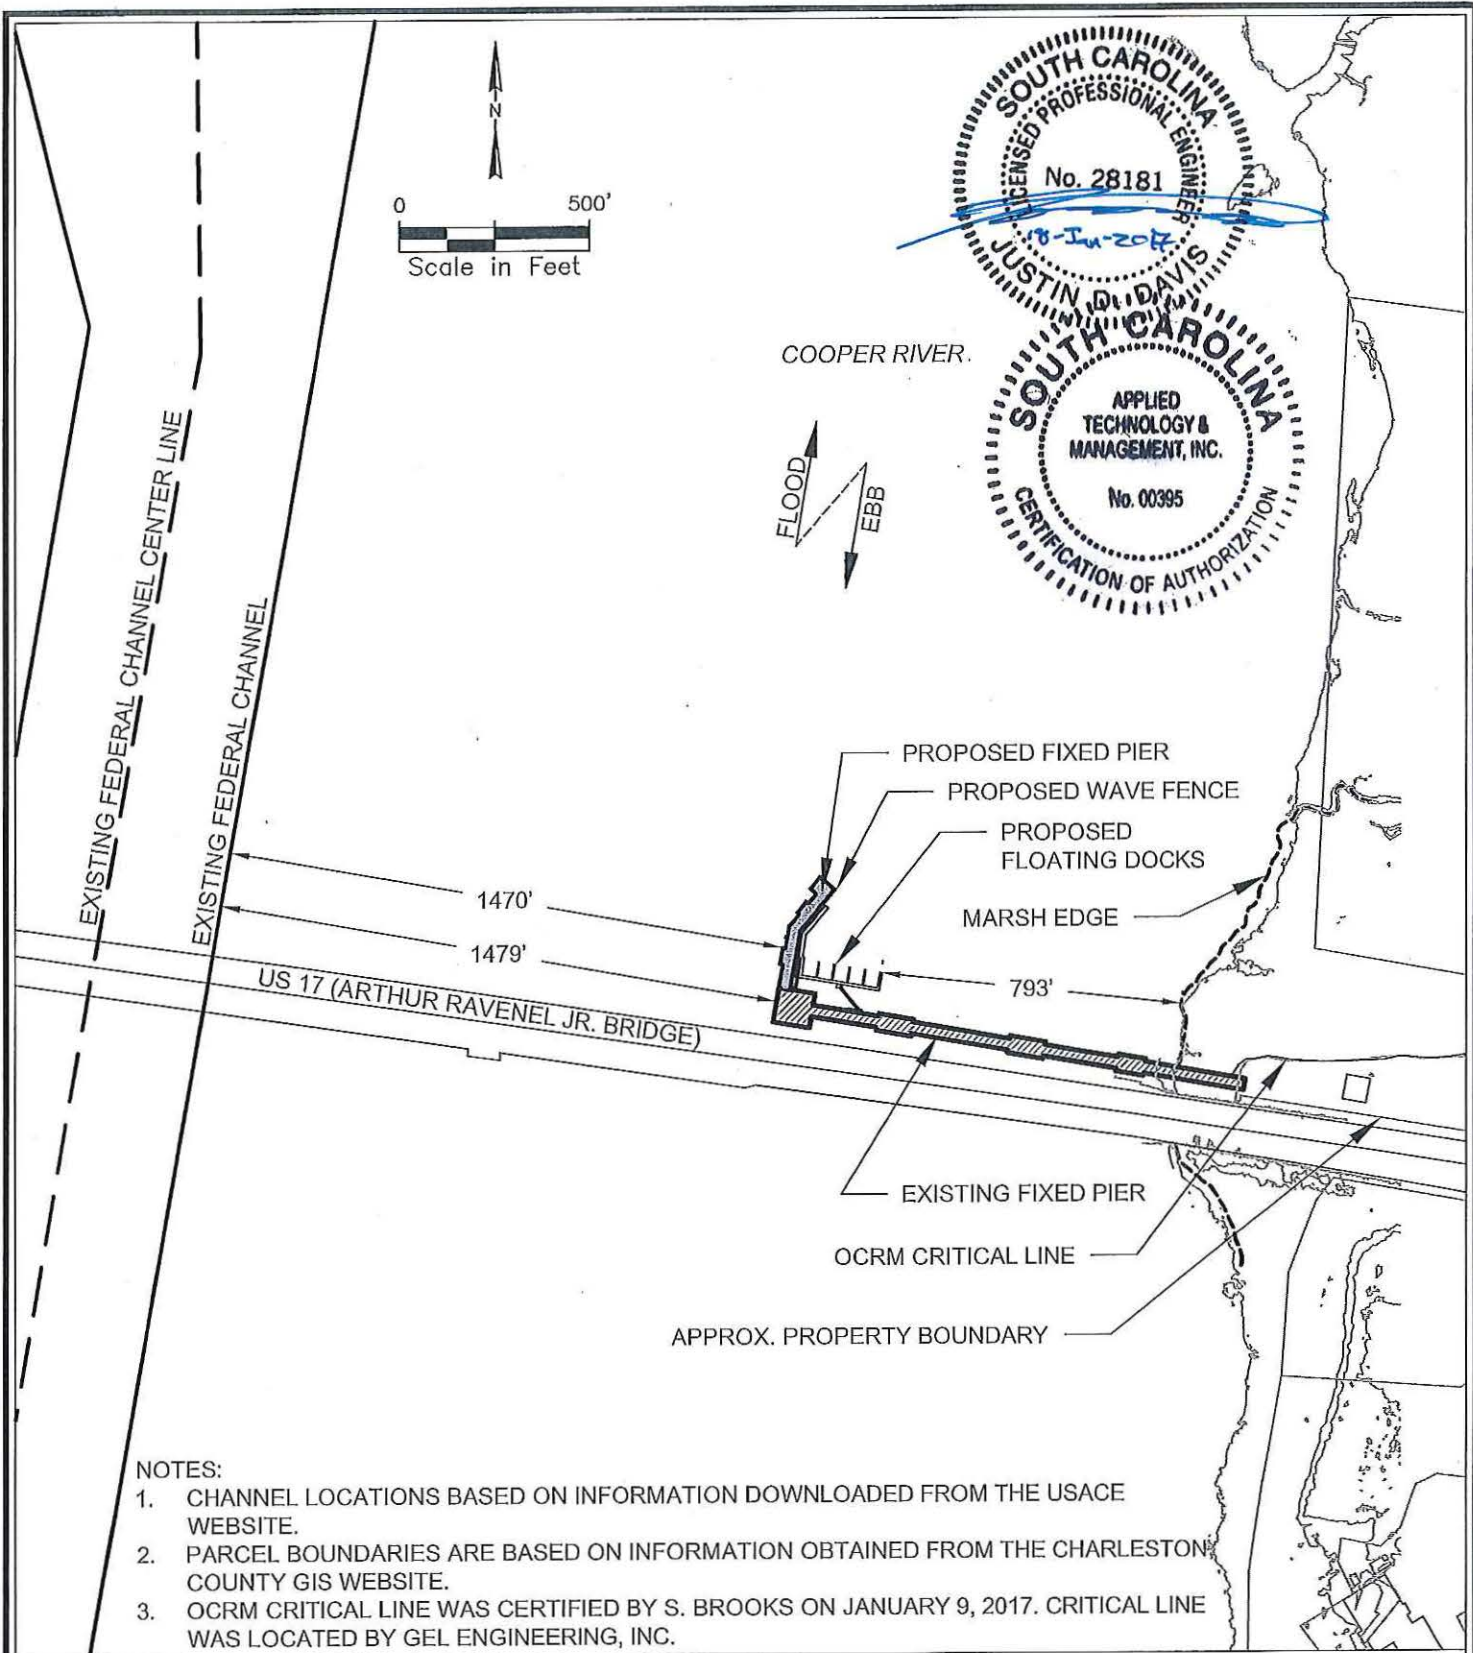 N
0 500'
Scale in Feet
SOUTH CAROLINA
LICENSED PROFESSIONAL ENGINEER
No. 28181
18-Jan-2017
JUSTIN D. DAVIS
SOUTH CAROLINA
APPLIED
TECHNOLOGY &
MANAGEMENT, INC.
No. 00395
CERTIFICATION OF AUTHORIZATION
COOPER RIVER
FLOOD
EBB
EXISTING FEDERAL CHANNEL CENTER LINE
EXISTING FEDERAL CHANNEL
PROPOSED FIXED PIER
PROPOSED WAVE FENCE
PROPOSED
FLOATING DOCKS
MARSH EDGE
1470'
1479'
793'
US 17 (ARTHUR RAVENEL JR. BRIDGE)
EXISTING FIXED PIER
OCRM CRITICAL LINE
APPROX. PROPERTY BOUNDARY
NOTES:
1. CHANNEL LOCATIONS BASED ON INFORMATION DOWNLOADED FROM THE USACE
WEBSITE.
2. PARCEL BOUNDARIES ARE BASED ON INFORMATION OBTAINED FROM THE CHARLESTON
COUNTY GIS WEBSITE.
3. OCRM CRITICAL LINE WAS CERTIFIED BY S. BROOKS ON JANUARY 9, 2017. CRITICAL LINE
WAS LOCATED BY GEL ENGINEERING, INC.